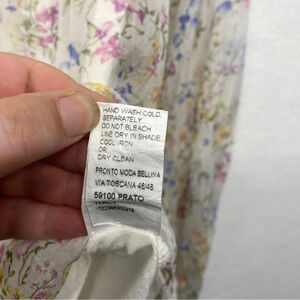 HAND WASH COLD
SEPARATELY
DO NOT BLEACH
LINE DRY IN SHADE
COOL IRON
OR
DRY CLEAN
PRONTO MODA BELLINA
VIA TOSCANA 46/48
59100 PRATO